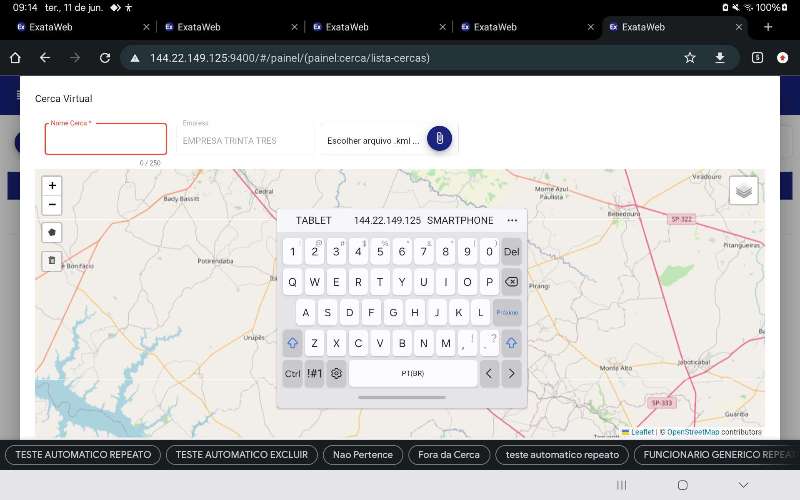 09:14 ter., 11 de jun. 100%
ExataWeb ExataWeb ExataWeb ExataWeb ExataWeb
144.22.149.125:9400/#/painel/(painel:cerca/lista-cercas) 5
Cerca Virtual
Nome Cerca *
0 / 250
Empresa
EMPRESA TRINTA TRES
Escolher arquivo .kml ...
+
−
Bady Bassitt
Cedral
Potirendaba
e Bonifácio
Urupês
Viradouro
Monte Azul
Paulista
Bebedouro
SP-322
Pitangueiras
Pirangi
Jaboticabal
Monte Alto
SP-333
Guariba
TABLET 144.22.149.125 SMARTPHONE ...
1 2 3 4 5 6 7 8 9 0 Del
Q W E R T Y U I O P
A S D F G H J K L Próximo
Z X C V B N M , ! . ?
Ctrl !#1 PT(BR) < >
Leaflet | © OpenStreetMap contributors
TESTE AUTOMATICO REPEATO TESTE AUTOMATICO EXCLUIR Nao Pertence Fora da Cerca teste automatico repeato FUNCIONARIO GENERICO REPEAT